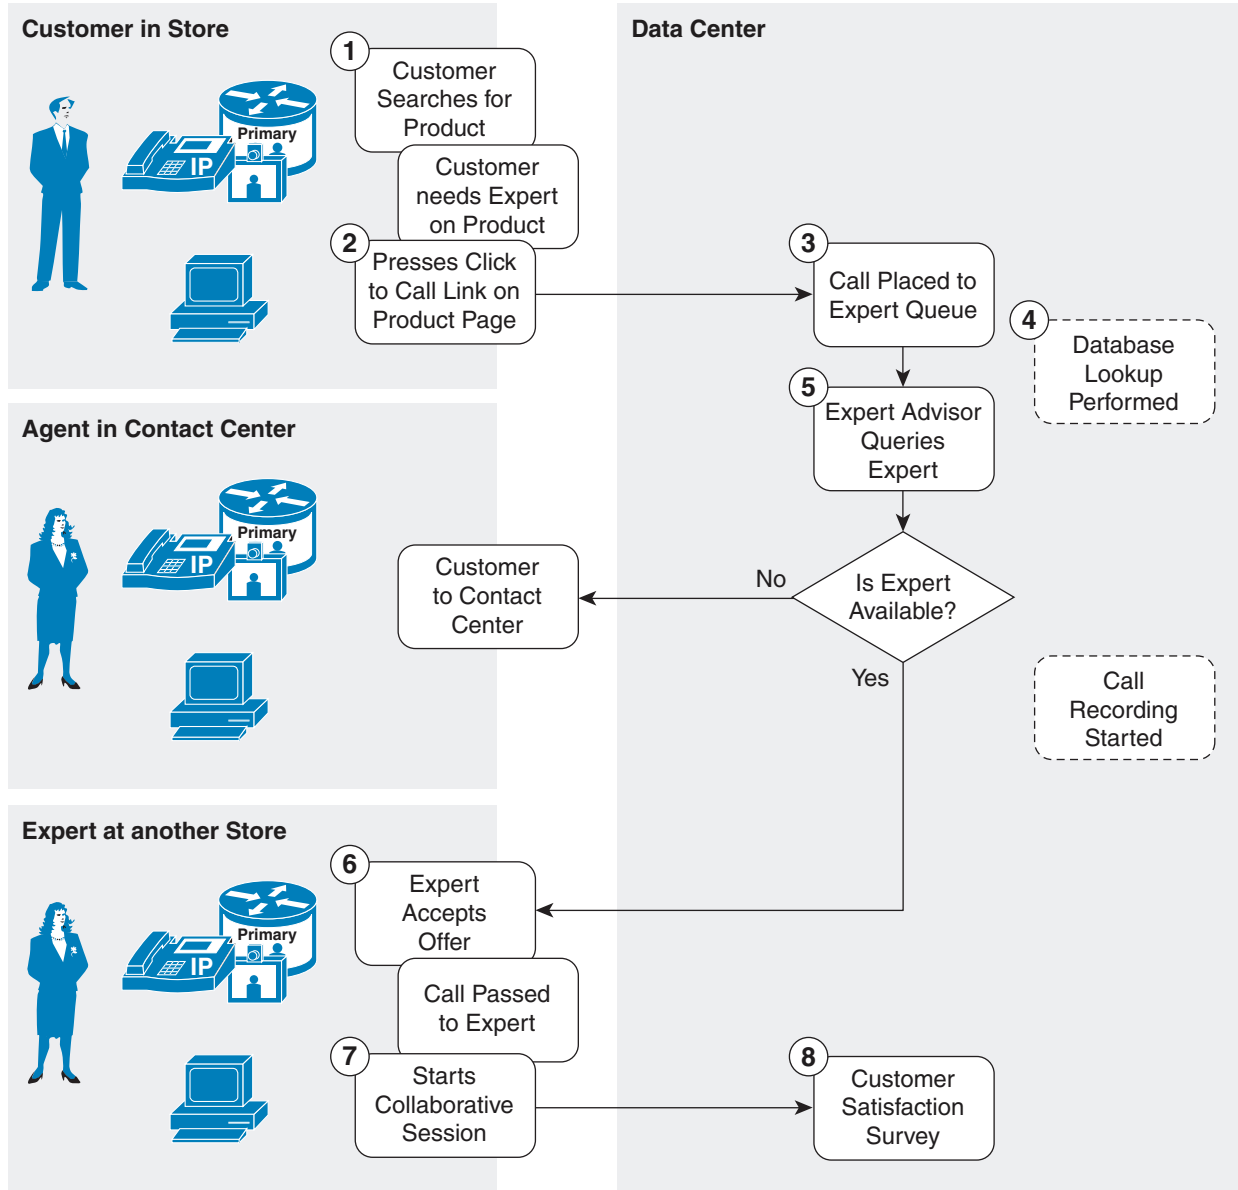 Customer in Store
1
Customer
Searches for
Product
Primary
IP
Customer
needs Expert
on Product
2
Presses Click
to Call Link on
Product Page
Data Center
3
Call Placed to
Expert Queue
4
Database
Lookup
Performed
5
Expert Advisor
Queries
Expert
Is Expert
Available?
No
Yes
Call
Recording
Started
Agent in Contact Center
Primary
IP
Customer
to Contact
Center
Expert at another Store
Primary
IP
6
Expert
Accepts
Offer
Call Passed
to Expert
7
Starts
Collaborative
Session
8
Customer
Satisfaction
Survey